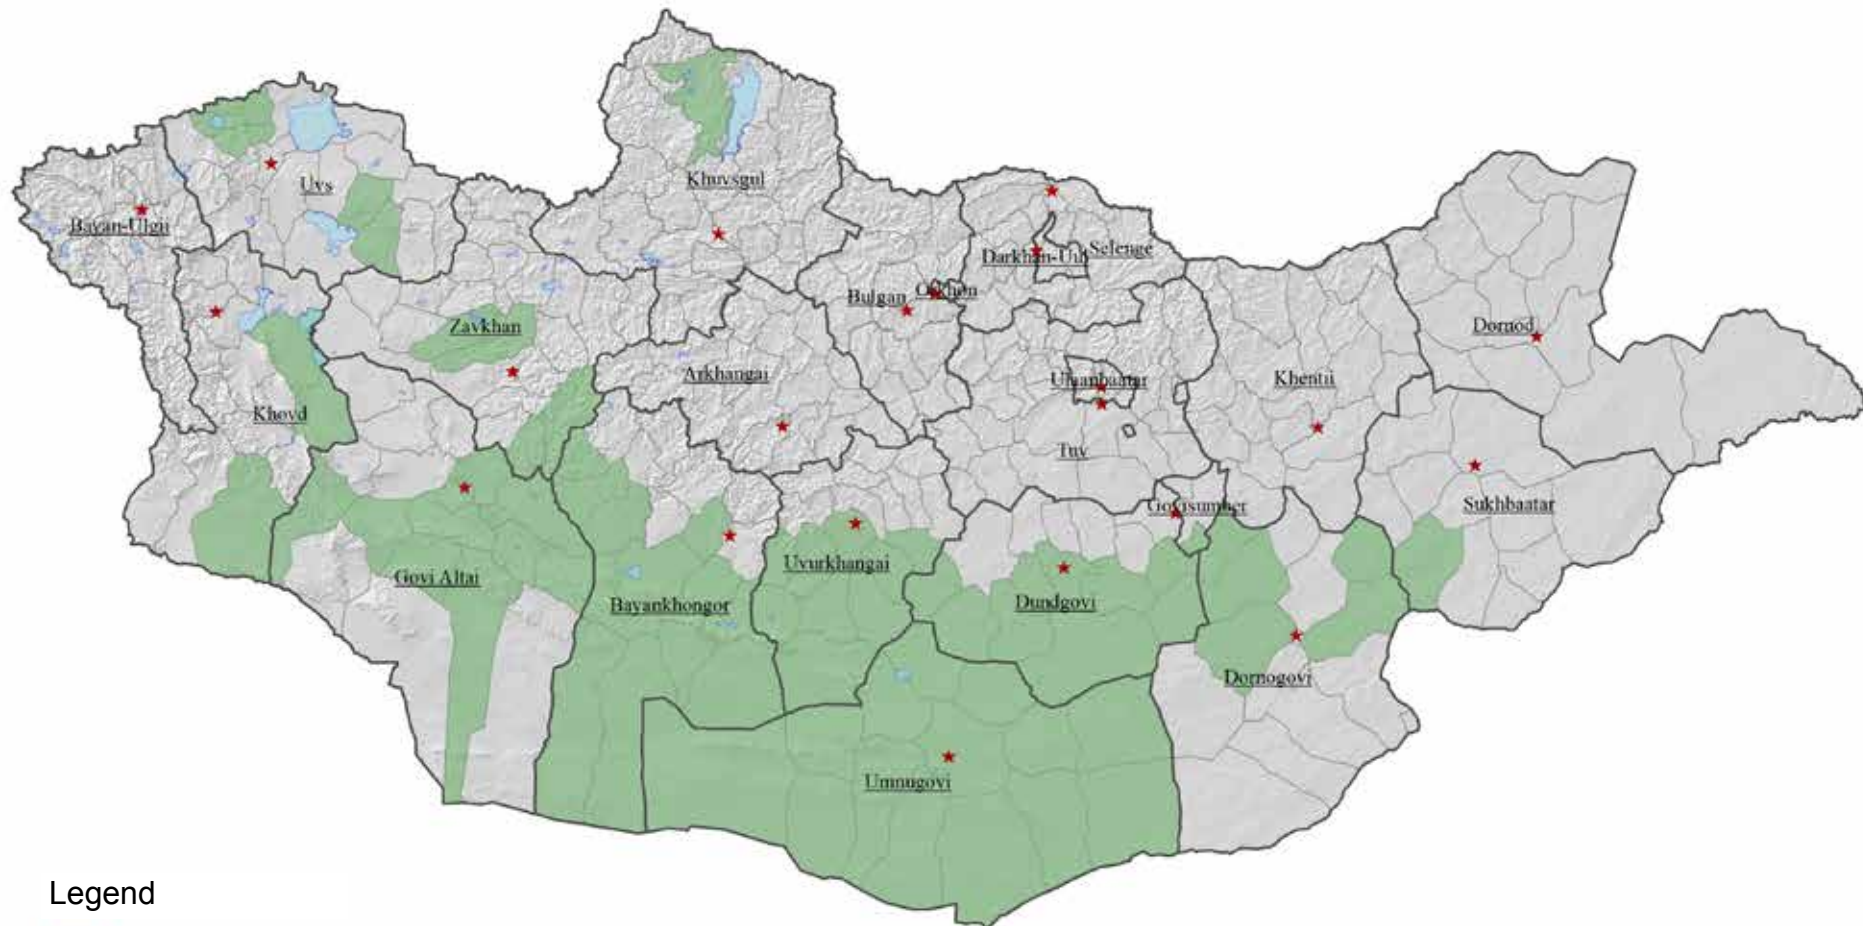 Khuvsgul
Uvs
Bayan-Ulgii
Darkhan-Uul
Selenge
Bulgan
Orkhon
Zavkhan
Dornod
Arkhangai
Ulaanbaatar
Khentii
Khovd
Tuv
Govisumber
Sukhbaatar
Uvurkhangai
Govi Altai
Bayankhongor
Dundgovi
Dornogovi
Umnugovi
Legend